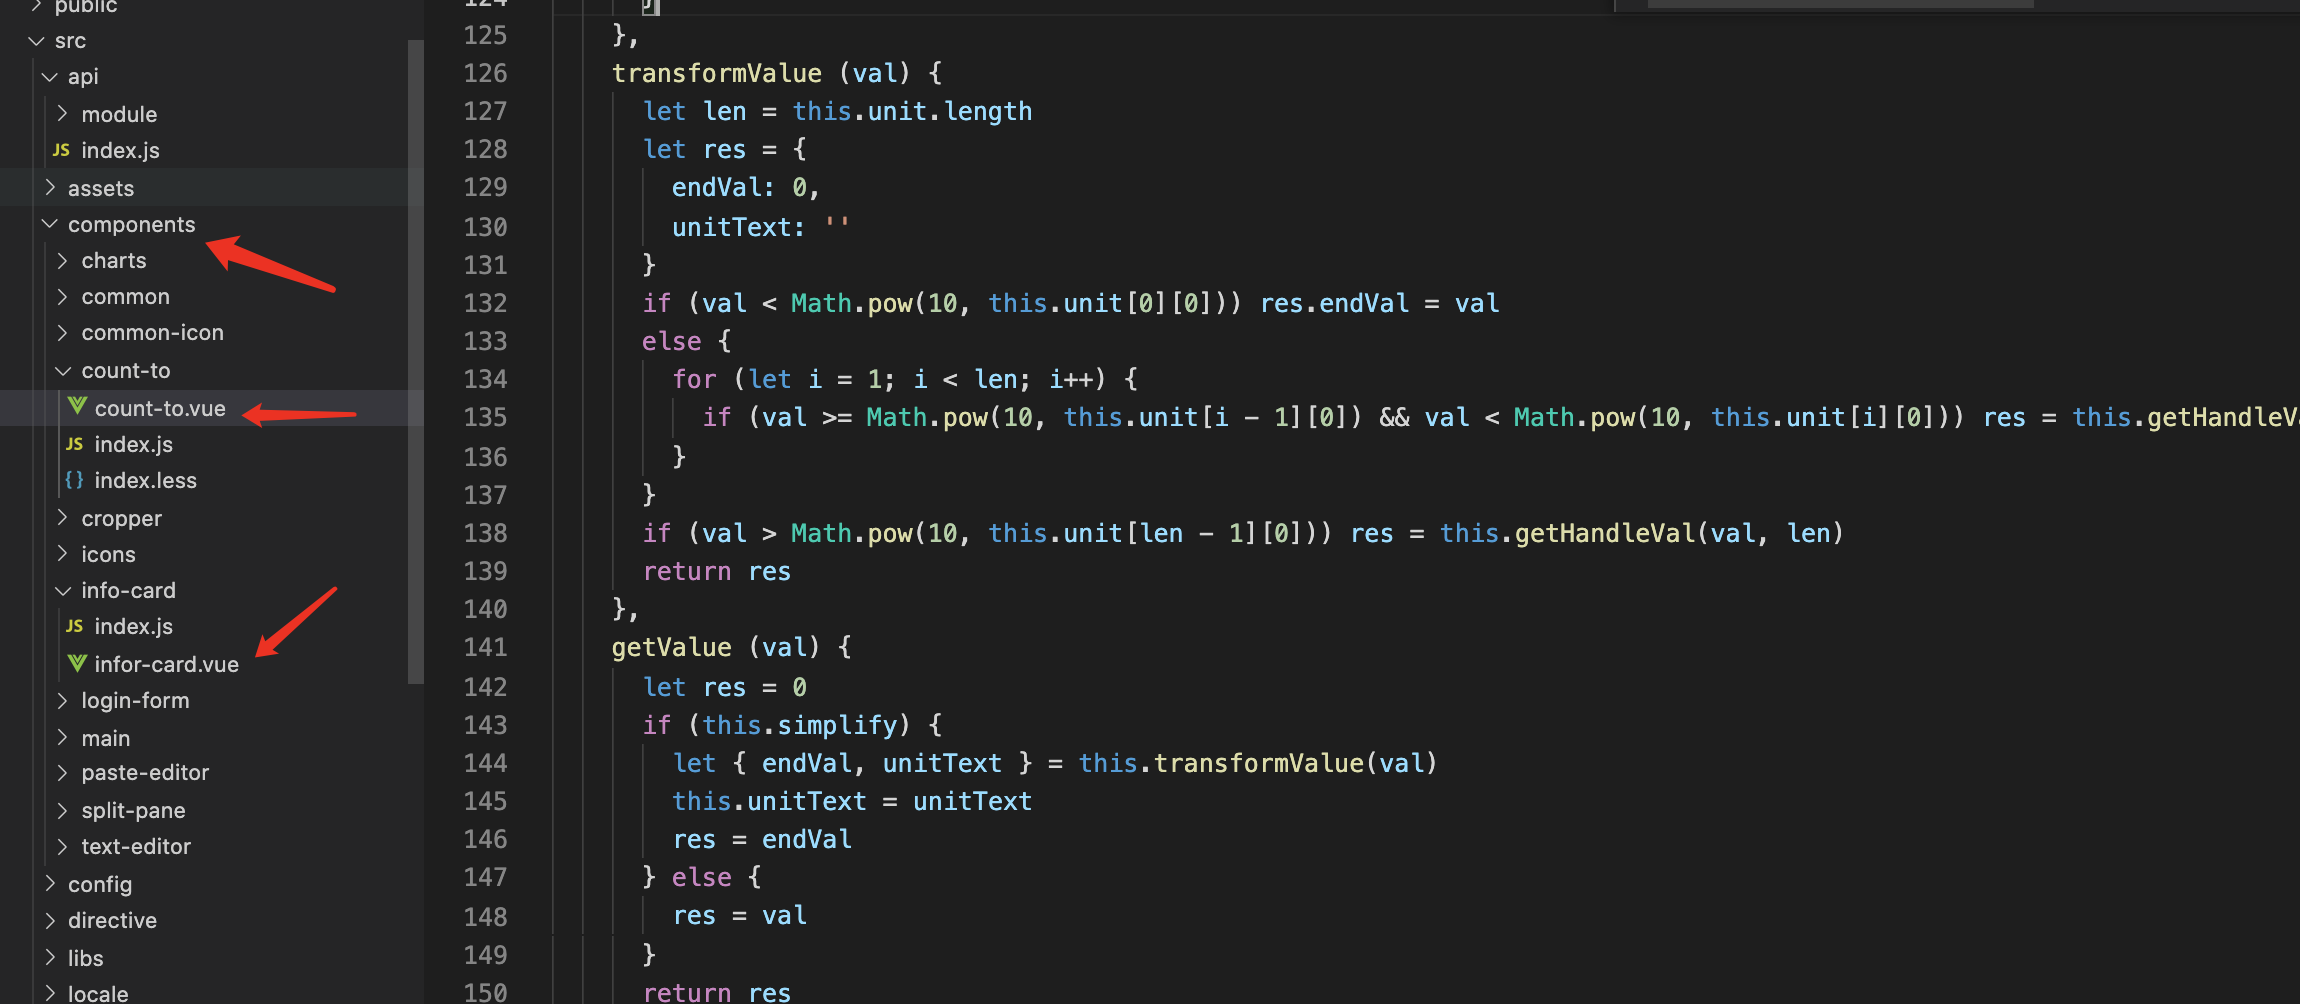 public
src
api
module
JS index.js
assets
components
charts
common
common-icon
count-to
count-to.vue
JS index.js
{} index.less
cropper
icons
info-card
JS index.js
infor-card.vue
login-form
main
paste-editor
split-pane
text-editor
config
directive
libs
locale
124 }
125 },
126 transformValue (val) {
127 let len = this.unit.length
128 let res = {
129 endVal: 0,
130 unitText: ''
131 }
132 if (val < Math.pow(10, this.unit[0][0])) res.endVal = val
133 else {
134 for (let i = 1; i < len; i++) {
135 if (val >= Math.pow(10, this.unit[i - 1][0]) && val < Math.pow(10, this.unit[i][0])) res = this.getHandleVa
136 }
137 }
138 if (val > Math.pow(10, this.unit[len - 1][0])) res = this.getHandleVal(val, len)
139 return res
140 },
141 getValue (val) {
142 let res = 0
143 if (this.simplify) {
144 let { endVal, unitText } = this.transformValue(val)
145 this.unitText = unitText
146 res = endVal
147 } else {
148 res = val
149 }
150 return res